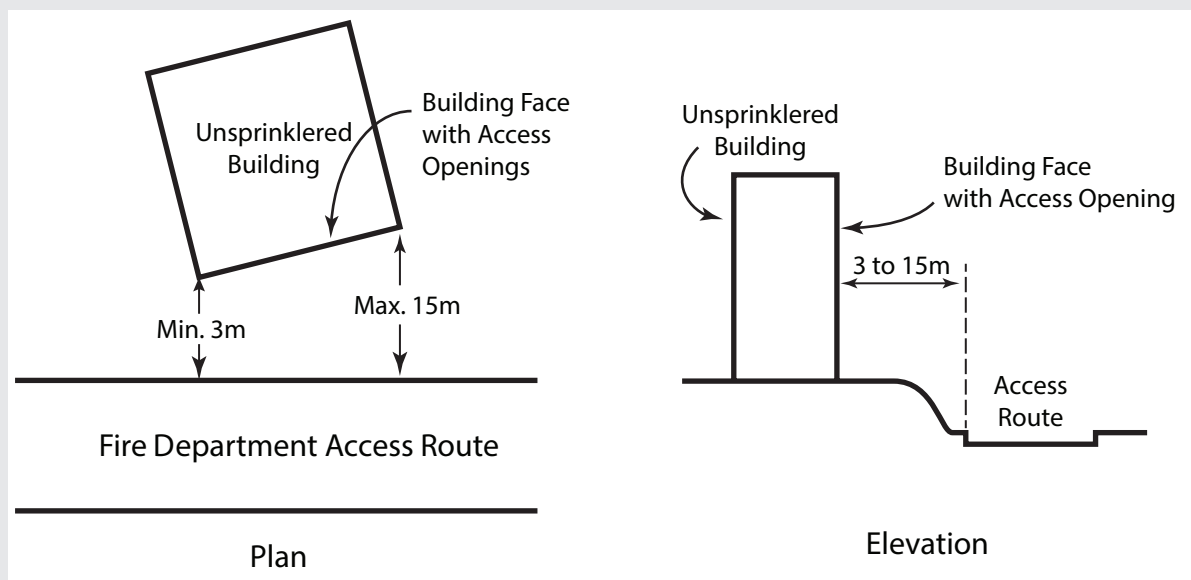 Unsprinklered
Building
Building Face
with Access
Openings
Min. 3m
Max. 15m
Fire Department Access Route
Plan
Unsprinklered
Building
Building Face
with Access Opening
3 to 15m
Access
Route
Elevation